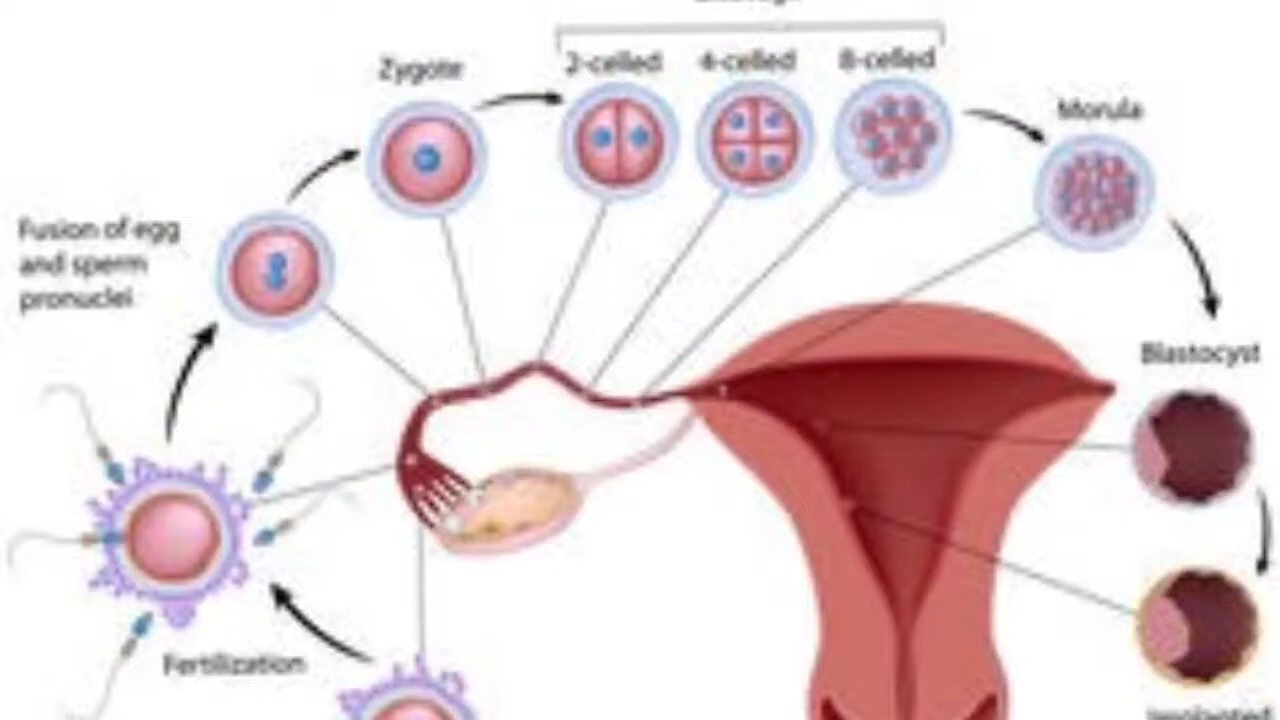 Zygote
2-celled
4-celled
8-celled
Morula
Fusion of egg
and sperm
pronuclei
Blastocyst
Fertilization